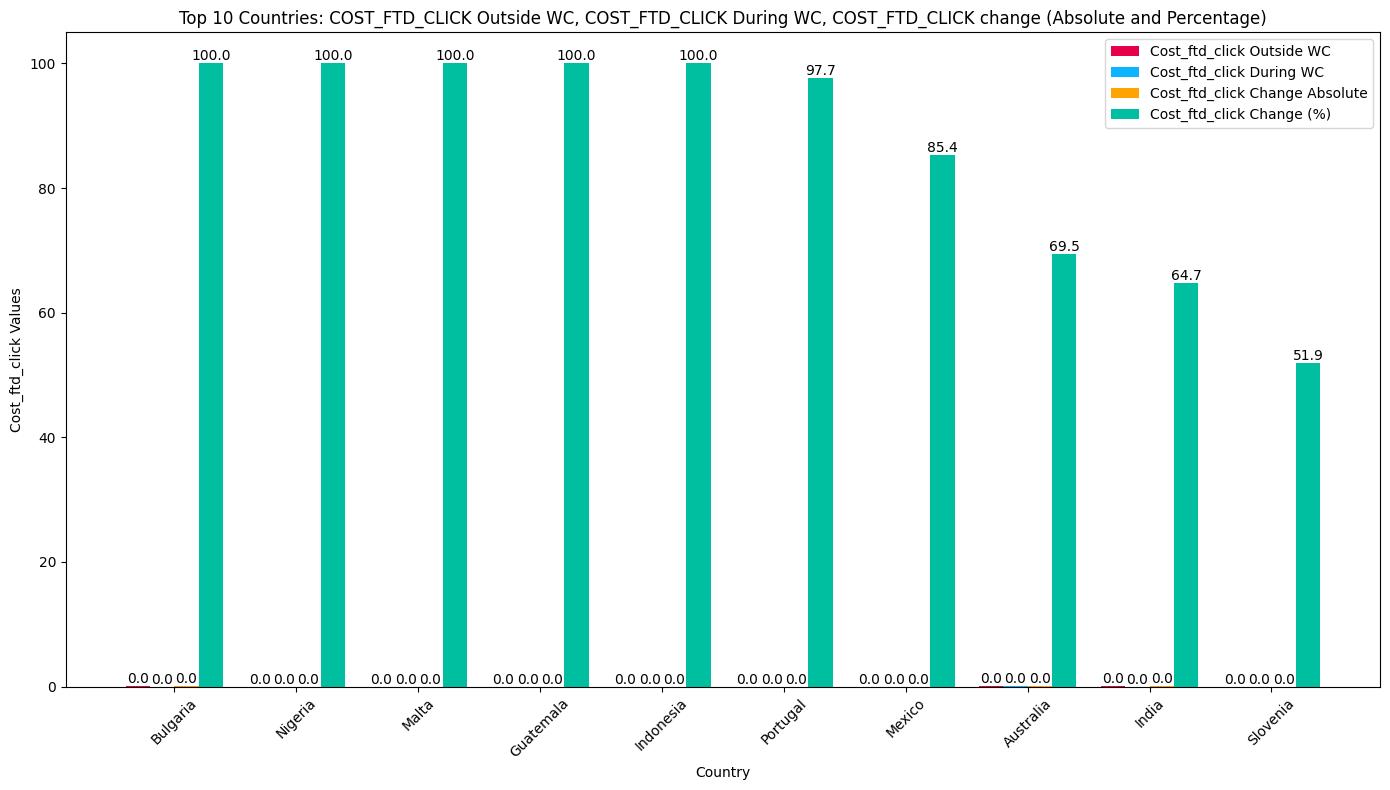 Top 10 Countries: COST_FTD_CLICK Outside WC, COST_FTD_CLICK During WC, COST_FTD_CLICK change (Absolute and Percentage)
Cost_ftd_click Outside WC
Cost_ftd_click During WC
Cost_ftd_click Change Absolute
Cost_ftd_click Change (%)
Cost_ftd_click Values
100
80
60
40
20
0
0.0 0.0 0.0 100.0
0.0 0.0 0.0 100.0
0.0 0.0 0.0 100.0
0.0 0.0 0.0 100.0
0.0 0.0 0.0 100.0
0.0 0.0 0.0 97.7
0.0 0.0 0.0 85.4
0.0 0.0 0.0 69.5
0.0 0.0 0.0 64.7
0.0 0.0 0.0 51.9
Bulgaria
Nigeria
Malta
Guatemala
Indonesia
Portugal
Mexico
Australia
India
Slovenia
Country